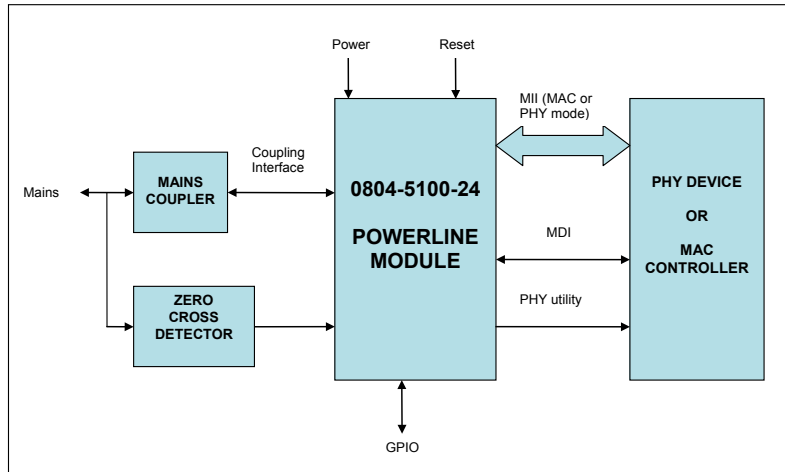 Power
Reset
MII (MAC or
PHY mode)
Coupling
Interface
Mains
MAINS
COUPLER
0804-5100-24
POWERLINE
MODULE
PHY DEVICE
OR
MAC
CONTROLLER
MDI
ZERO
CROSS
DETECTOR
PHY utility
GPIO